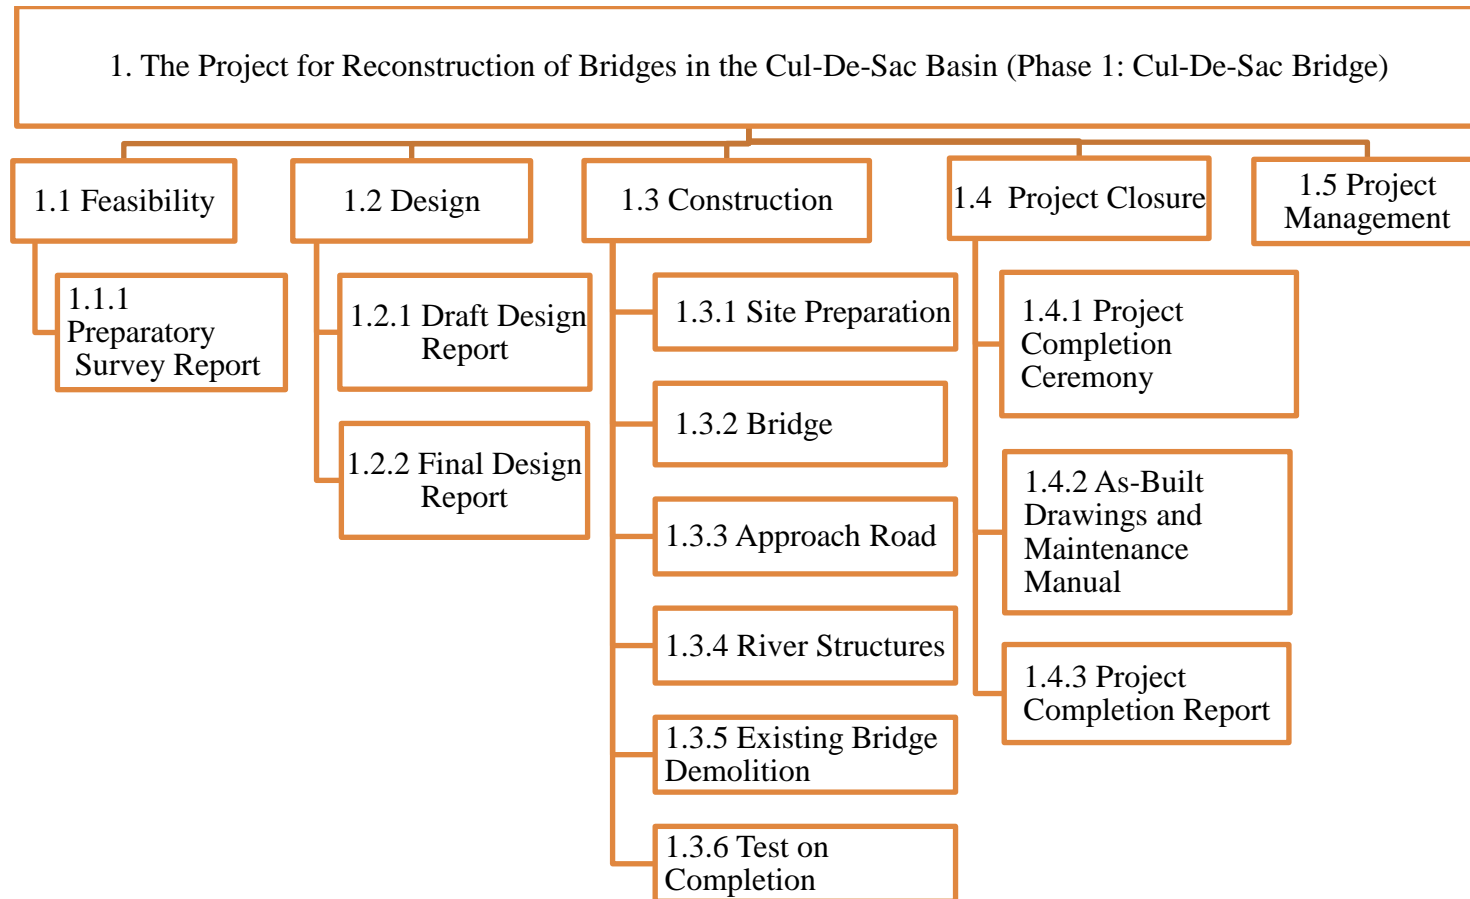 1. The Project for Reconstruction of Bridges in the Cul-De-Sac Basin (Phase 1: Cul-De-Sac Bridge)
1.1 Feasibility
1.1.1
Preparatory
Survey Report
1.2 Design
1.2.1 Draft Design
Report
1.2.2 Final Design
Report
1.3 Construction
1.3.1 Site Preparation
1.3.2 Bridge
1.3.3 Approach Road
1.3.4 River Structures
1.3.5 Existing Bridge
Demolition
1.3.6 Test on
Completion
1.4 Project Closure
1.4.1 Project
Completion
Ceremony
1.4.2 As-Built
Drawings and
Maintenance
Manual
1.4.3 Project
Completion Report
1.5 Project
Management